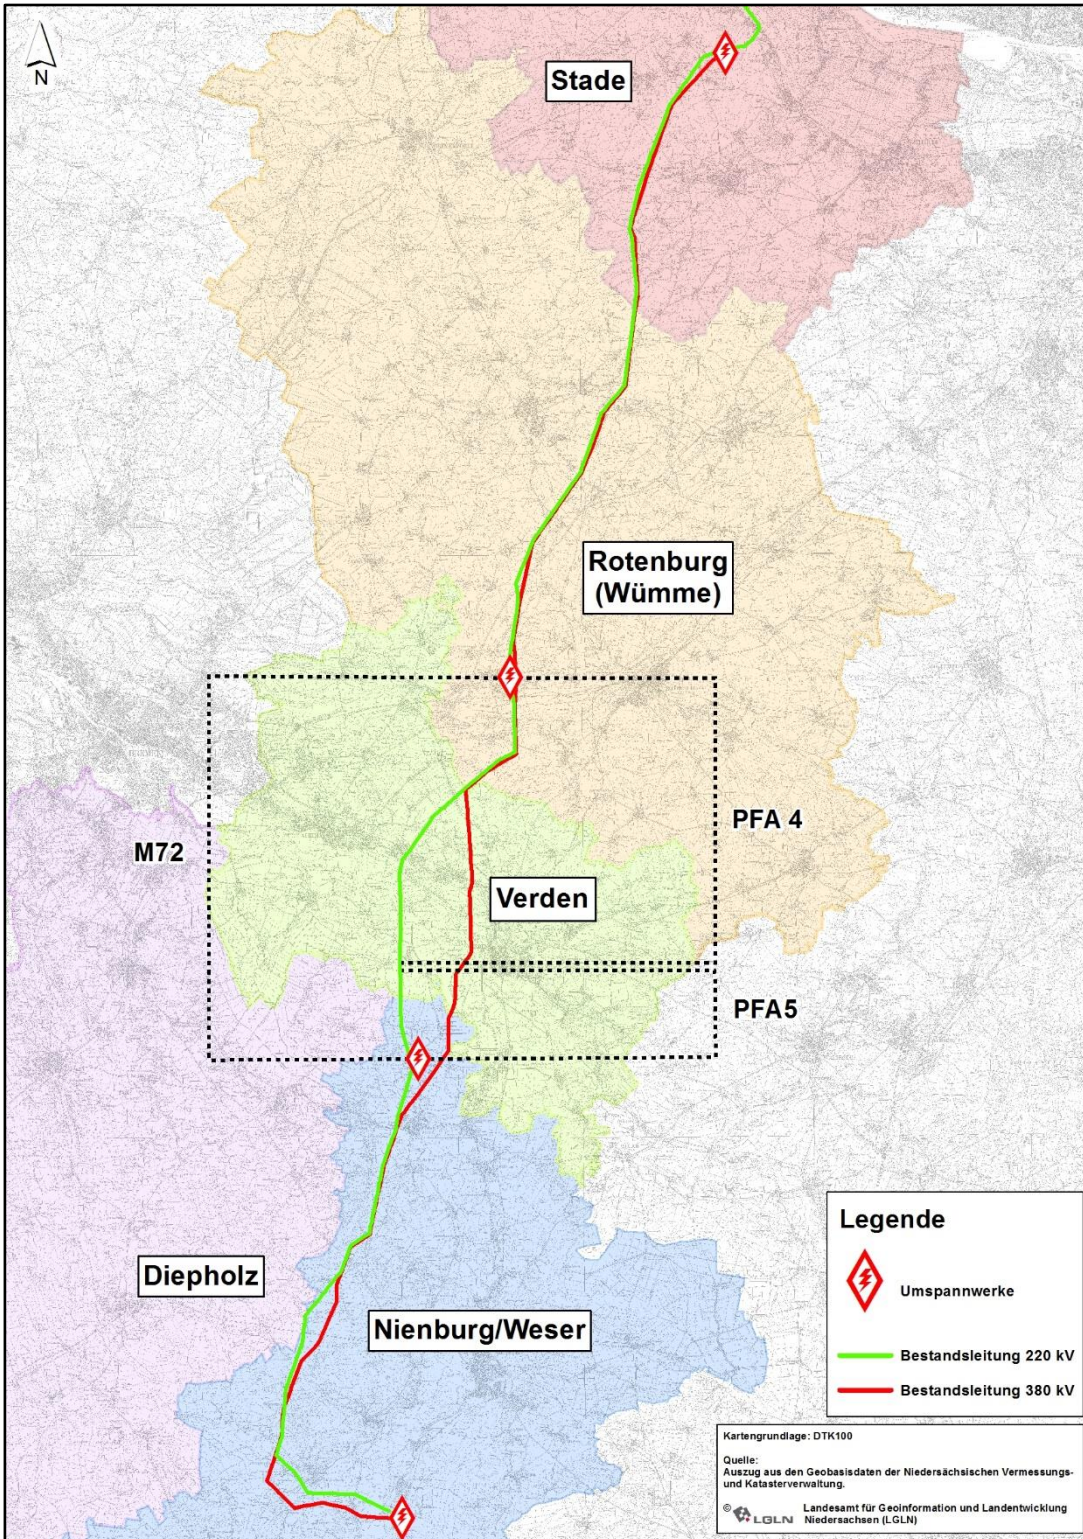 N
Stade
Rotenburg
(Wümme)
PFA 4
M72
Verden
PFA5
Diepholz
Nienburg/Weser
Legende
Umspannwerke
Bestandsleitung 220 kV
Bestandsleitung 380 kV
Kartengrundlage: DTK100
Quelle:
Auszug aus den Geobasisdaten der Niedersächsischen Vermessungs-
und Katasterverwaltung.
© LGLN Landesamt für Geoinformation und Landentwicklung
Niedersachsen (LGLN)